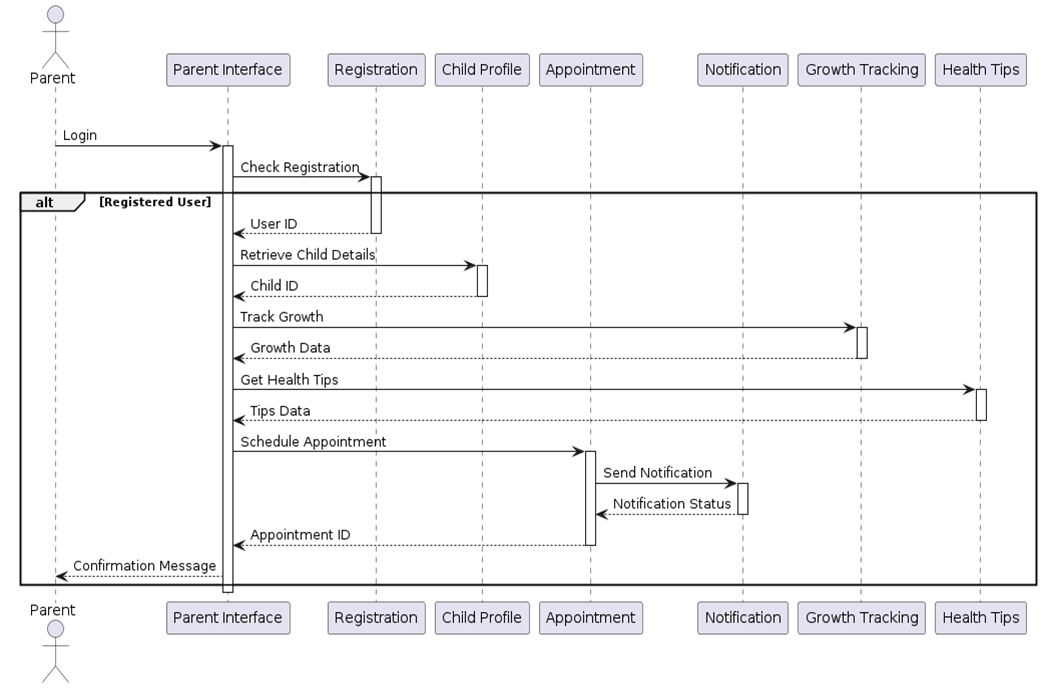 Parent
Parent Interface
Registration
Child Profile
Appointment
Notification
Growth Tracking
Health Tips
Login
Check Registration
alt
[Registered User]
User ID
Retrieve Child Details
Child ID
Track Growth
Growth Data
Get Health Tips
Tips Data
Schedule Appointment
Send Notification
Notification Status
Appointment ID
Confirmation Message
Parent
Parent Interface
Registration
Child Profile
Appointment
Notification
Growth Tracking
Health Tips